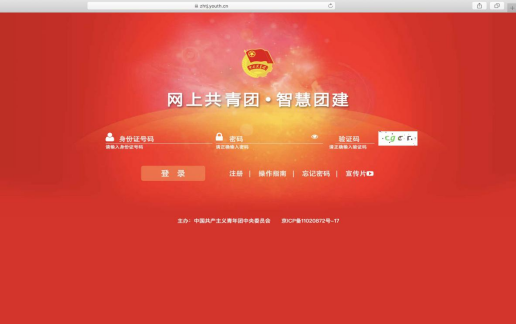 zhtj.youth.cn
网上共青团·智慧团建
身份证号码 密码 验证码
请输入身份证号码 请正确输入密码 请正确输入验证码
登 录 注册 | 操作指南 | 忘记密码 | 宣传片
主办：中国共产主义青年团中央委员会 京ICP备11020872号-17